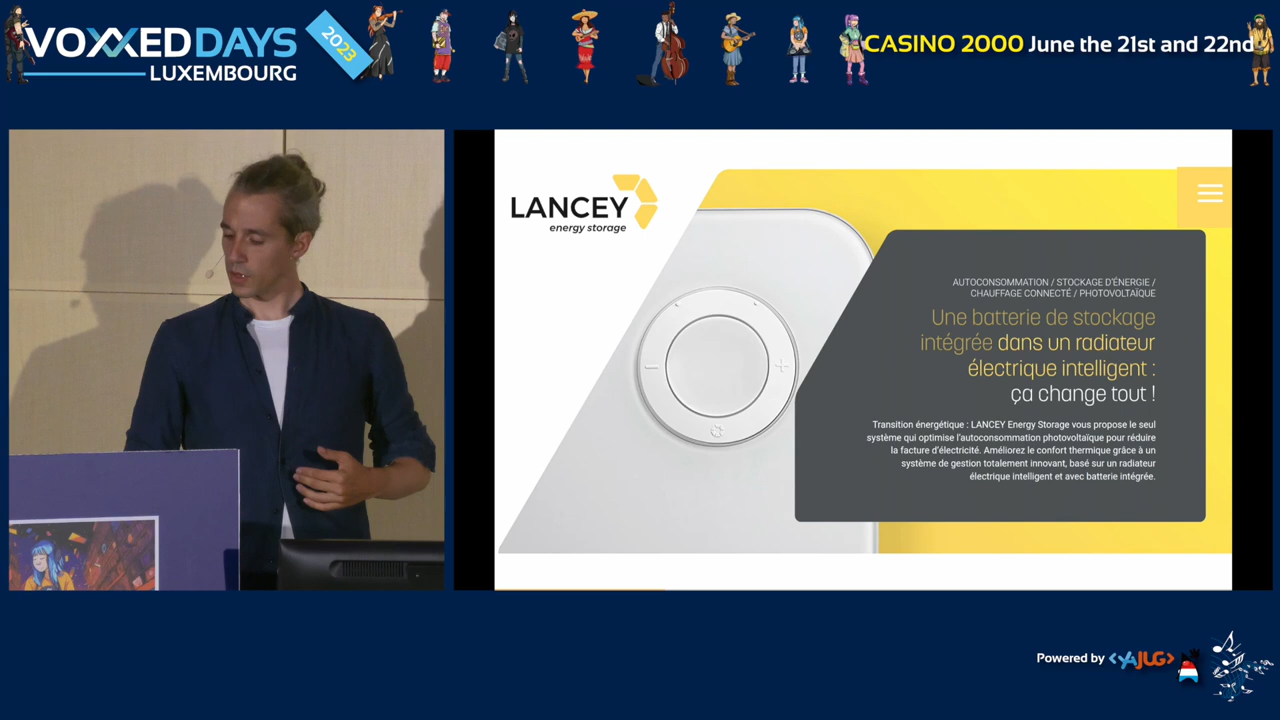 VOXXED DAYS
LUXEMBOURG
2023
CASINO 2000 June the 21st and 22nd
LANCEY
energy storage
AUTOCONSOMMATION / STOCKAGE D'ÉNERGIE /
CHAUFFAGE CONNECTÉ / PHOTOVOLTAÏQUE
Une batterie de stockage
intégrée dans un radiateur
électrique intelligent :
ça change tout !
Transition énergétique : LANCEY Energy Storage vous propose le seul
système qui optimise l'autoconsommation photovoltaïque pour réduire
la facture d'électricité. Améliorez le confort thermique grâce à un
système de gestion totalement innovant, basé sur un radiateur
électrique intelligent et avec batterie intégrée.
Powered by <YAJUG>